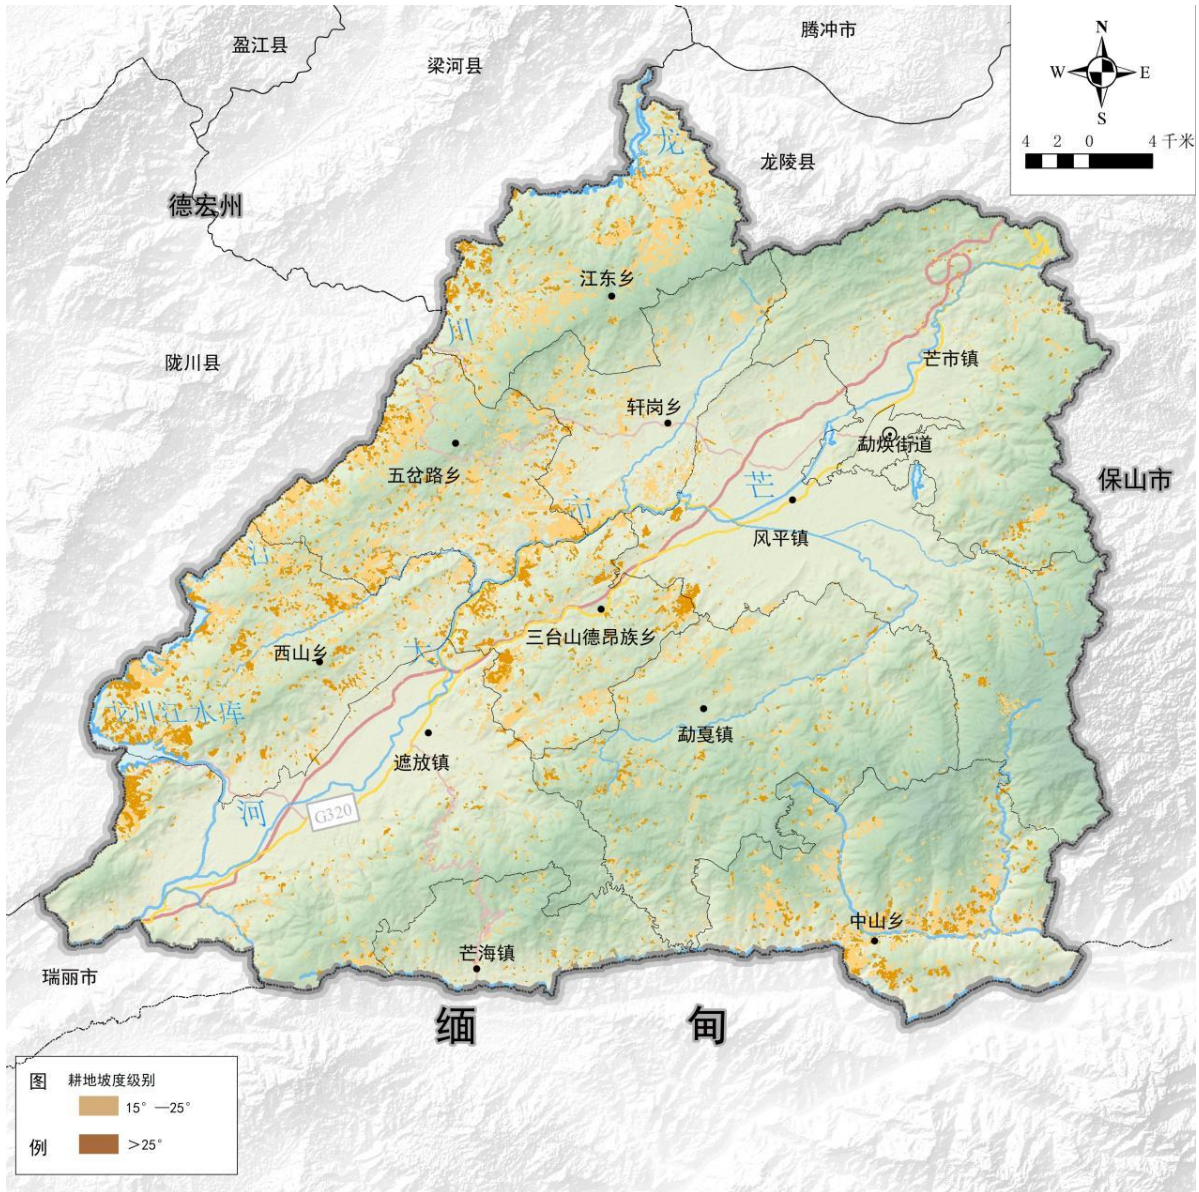 腾冲市
盈江县
梁河县
N
W
E
S
4 2 0 4 千米
龙
龙陵县
德宏州
江东乡
川
陇川县
芒市镇
轩岗乡
勐焕街道
五岔路乡
保山市
芒
市
风平镇
江
三台山德昂族乡
大
西山乡
龙川江水库
勐戛镇
遮放镇
河
G320
中山乡
芒海镇
瑞丽市
缅 甸
图 例
耕地坡度级别
15° —25°
>25°